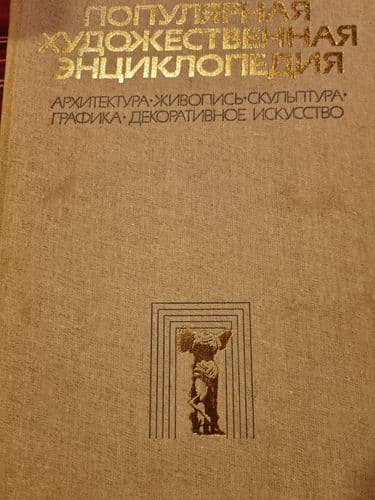 ПОПУЛЯРНАЯ
ХУДОЖЕСТВЕННАЯ
ЭНЦИКЛОПЕДИЯ
АРХИТЕКТУРА · ЖИВОПИСЬ · СКУЛЬПТУРА ·
ГРАФИКА · ДЕКОРАТИВНОЕ ИСКУССТВО